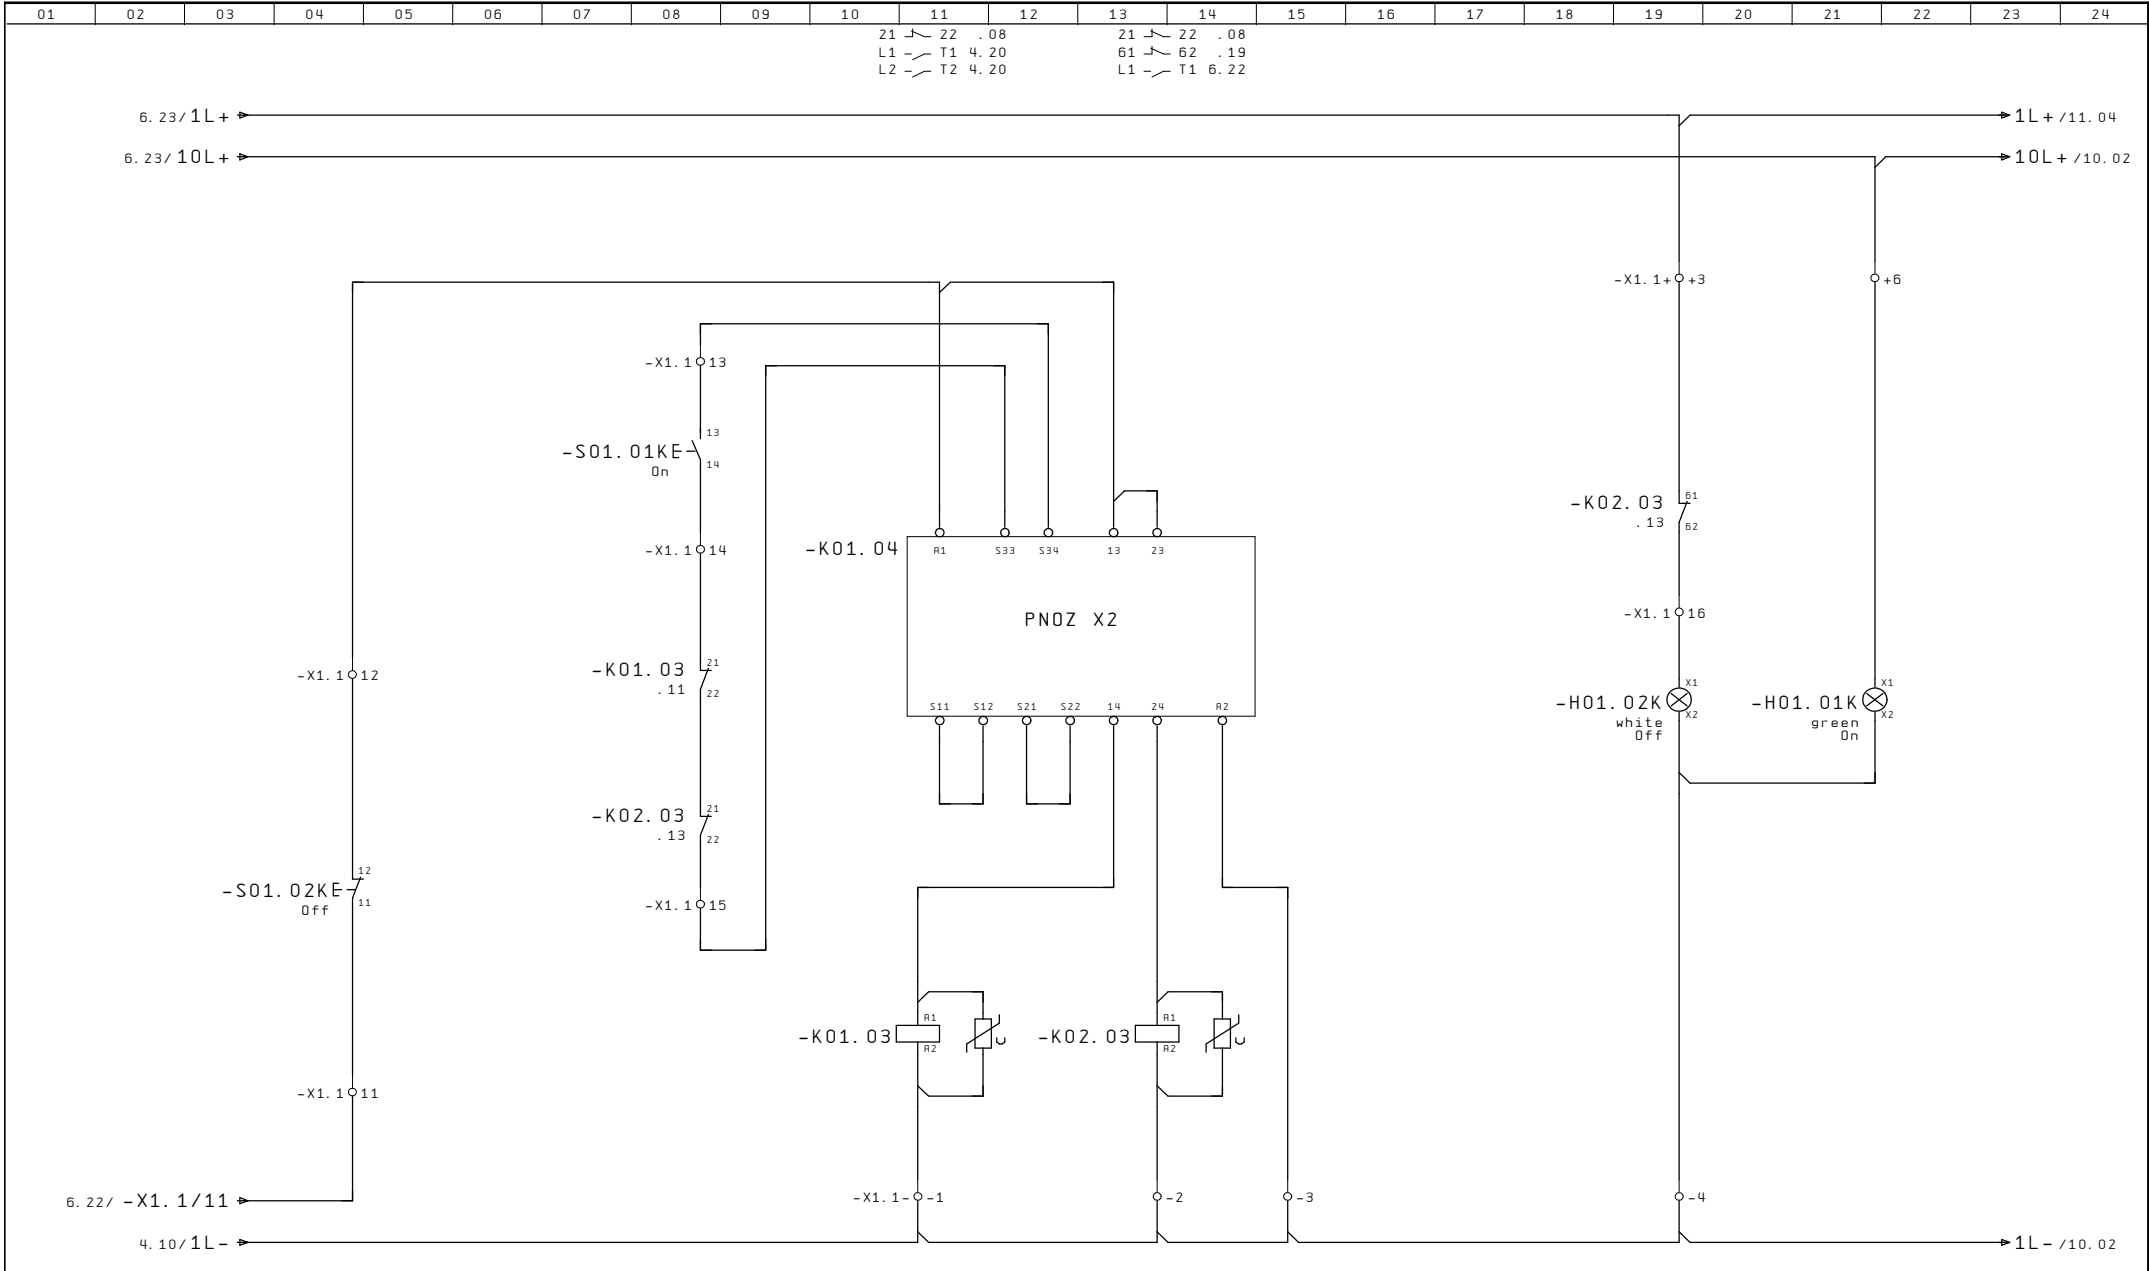 01 02 03 04 05 06 07 08 09 10 11 12 13 14 15 16 17 18 19 20 21 22 23 24
21 22 .08 21 22 .08
L1 T1 4.20 61 62 .19
L2 T2 4.20 L1 T1 6.22
6.23/1L+ 1L+/11.04
6.23/10L+ 10L+/10.02
-X1.1+ +3 +6
-X1.1 13
13
-S01.01KE
14
On
61
-K02.03
.13 62
-X1.1 14 -K01.04 A1 S33 S34 13 23
-X1.1 16
PNOZ X2
21
-K01.03
.11 22
-X1.1 12
X1 X1
-H01.02K -H01.01K
X2 X2
white green
Off On
S11 S12 S21 S22 14 24 A2
21
-K02.03
.13 22
12
-S01.02KE
11
Off
-X1.1 15
A1 A1
-K01.03 U -K02.03 U
A2 A2
-X1.1 11
6.22/ -X1.1/11 -X1.1- -1 -2 -3 -4
4.10/1L- 1L-/10.02